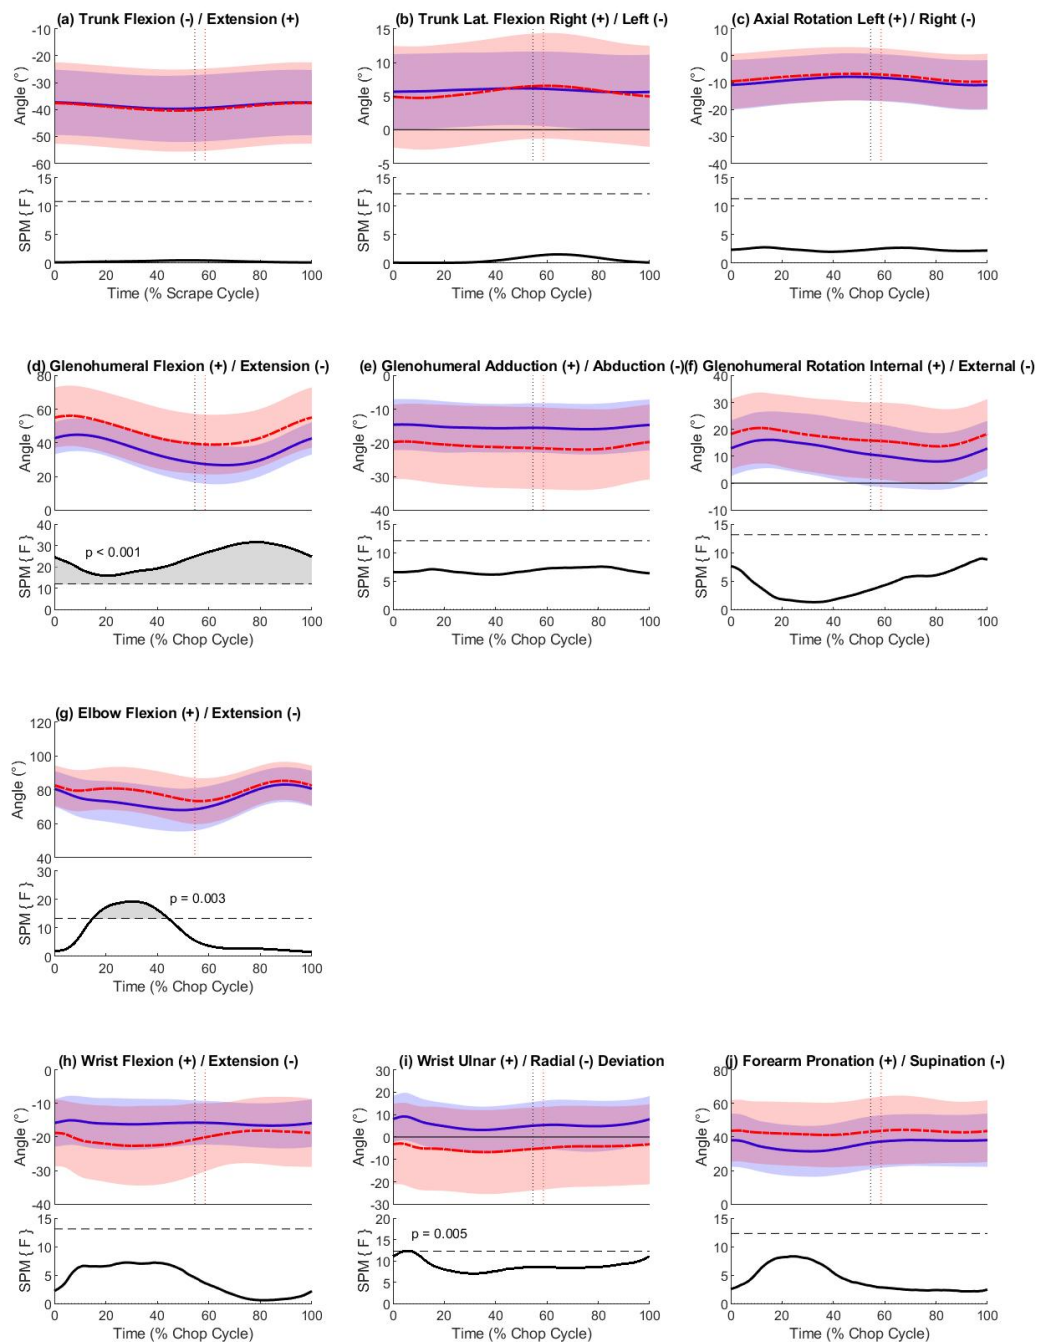 (a) Trunk Flexion (-) / Extension (+)
(b) Trunk Lat. Flexion Right (+) / Left (-)
(c) Axial Rotation Left (+) / Right (-)
-10
-20
-30
-40
-50
-60
Angle (°)
15
10
5
0
-5
Angle (°)
10
0
-10
-20
-30
-40
Angle (°)
15
10
5
0
SPM { F }
0 20 40 60 80 100
Time (% Scrape Cycle)
15
10
5
0
SPM { F }
0 20 40 60 80 100
Time (% Chop Cycle)
15
10
5
0
SPM { F }
0 20 40 60 80 100
Time (% Chop Cycle)
(d) Glenohumeral Flexion (+) / Extension (-)
(e) Glenohumeral Adduction (+) / Abduction (-)
(f) Glenohumeral Rotation Internal (+) / External (-)
80
60
40
20
0
Angle (°)
0
-10
-20
-30
-40
Angle (°)
40
30
20
10
0
-10
Angle (°)
40
30
20
10
0
SPM { F }
p < 0.001
0 20 40 60 80 100
Time (% Chop Cycle)
15
10
5
0
SPM { F }
0 20 40 60 80 100
Time (% Chop Cycle)
15
10
5
0
SPM { F }
0 20 40 60 80 100
Time (% Chop Cycle)
(g) Elbow Flexion (+) / Extension (-)
120
100
80
60
40
Angle (°)
30
20
10
0
SPM { F }
p = 0.003
0 20 40 60 80 100
Time (% Chop Cycle)
(h) Wrist Flexion (+) / Extension (-)
(i) Wrist Ulnar (+) / Radial (-) Deviation
(j) Forearm Pronation (+) / Supination (-)
0
-10
-20
-30
-40
Angle (°)
30
20
10
0
-10
-20
-30
Angle (°)
80
60
40
20
0
Angle (°)
15
10
5
0
SPM { F }
0 20 40 60 80 100
Time (% Chop Cycle)
20
15
10
5
0
SPM { F }
p = 0.005
0 20 40 60 80 100
Time (% Chop Cycle)
15
10
5
0
SPM { F }
0 20 40 60 80 100
Time (% Chop Cycle)